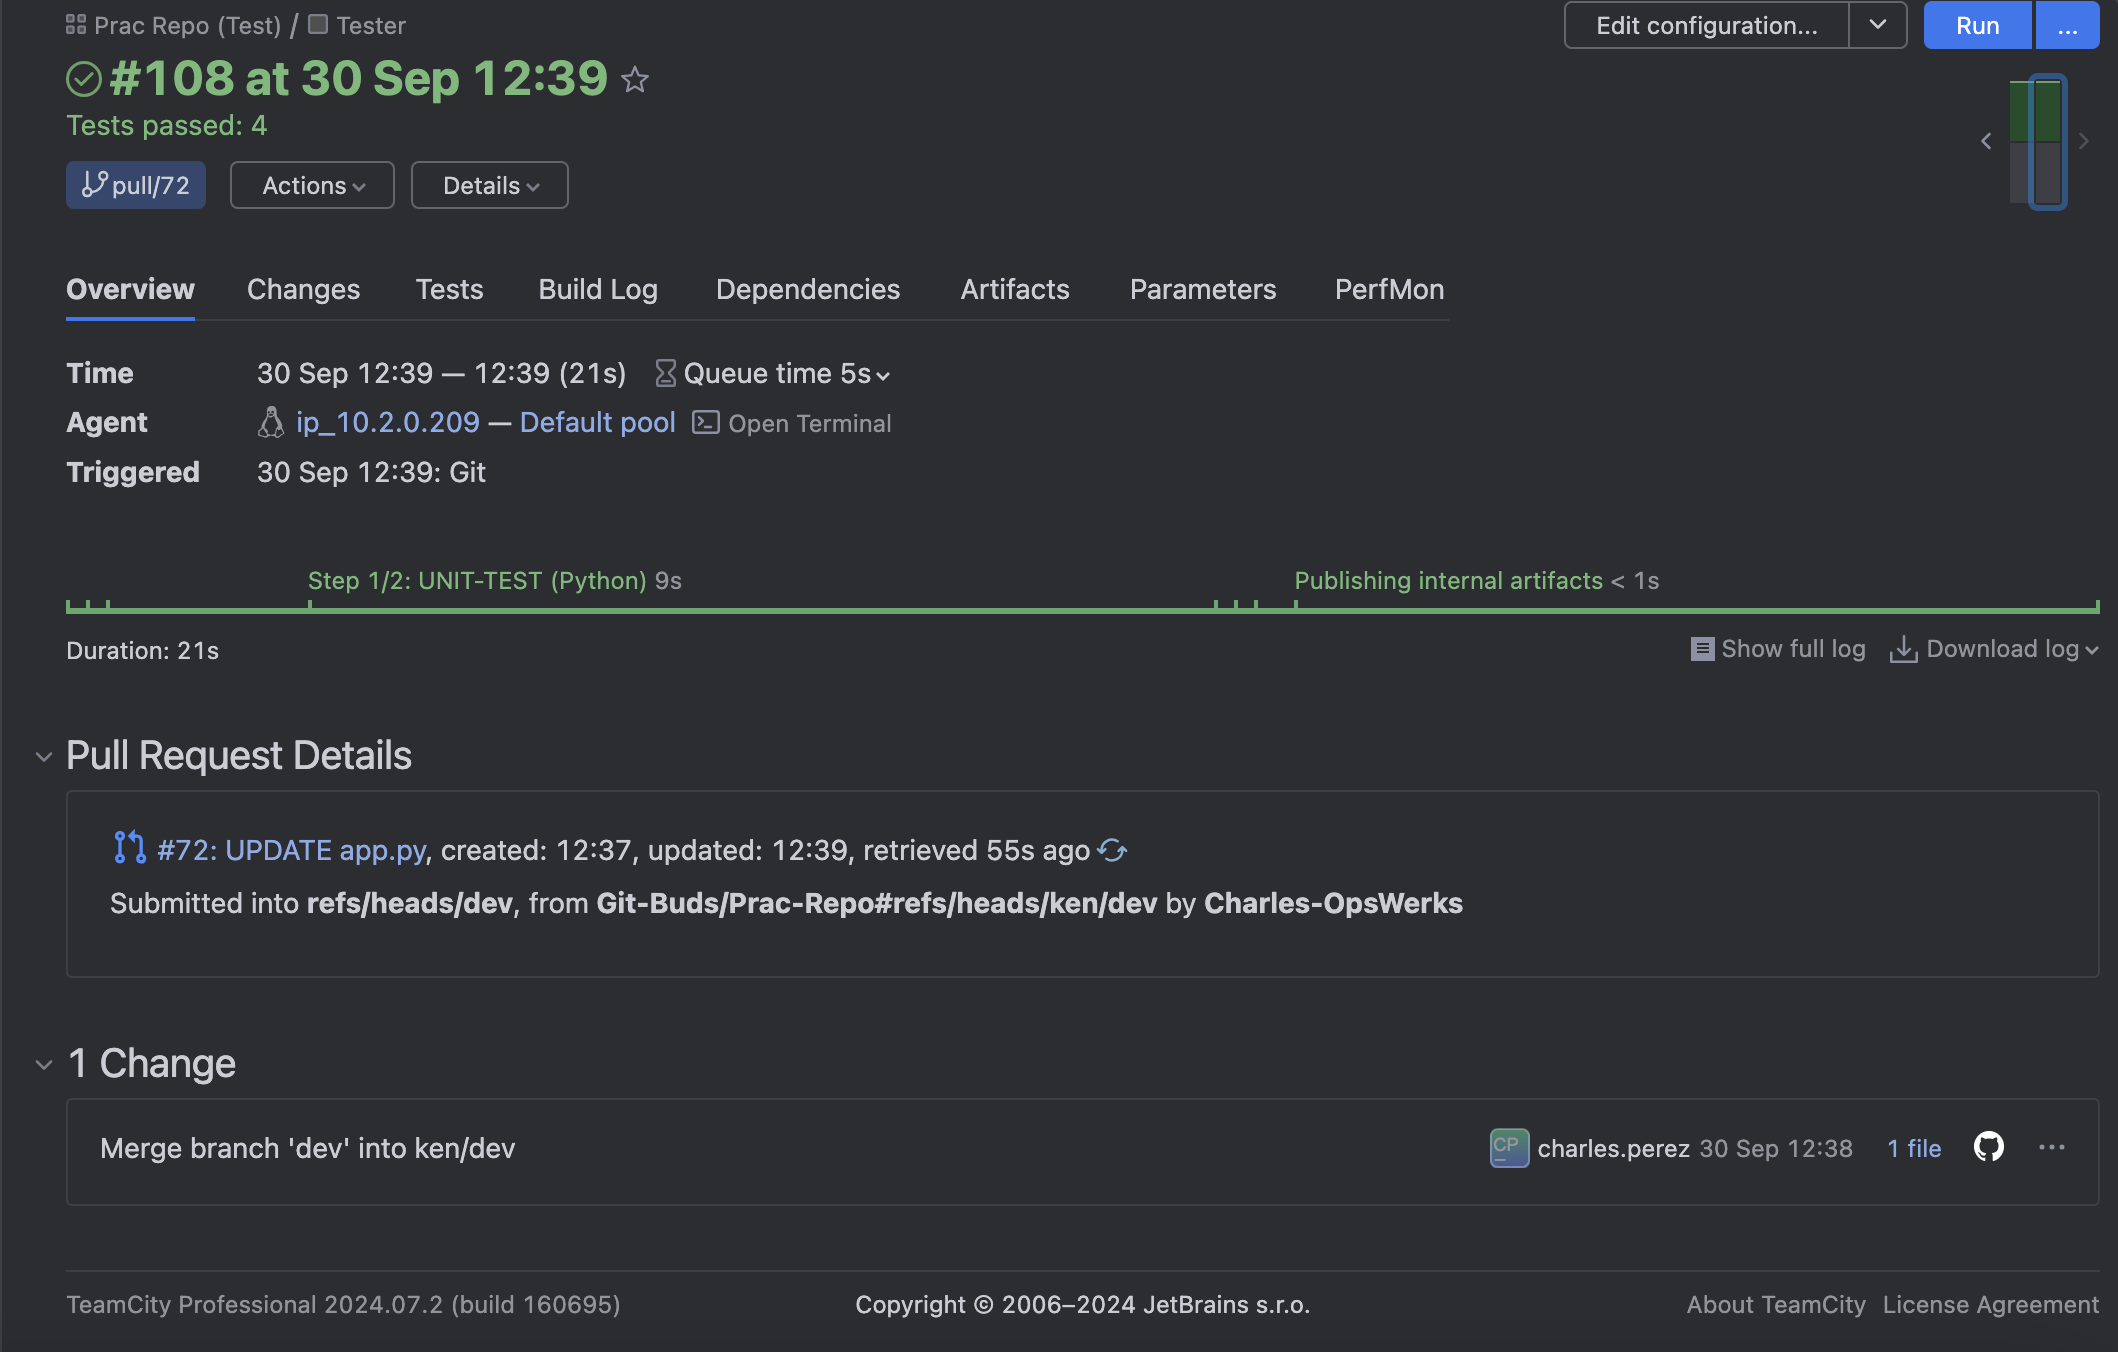 Prac Repo (Test) / Tester
Edit configuration...
Run
...
#108 at 30 Sep 12:39
Tests passed: 4
pull/72
Actions
Details
Overview Changes Tests Build Log Dependencies Artifacts Parameters PerfMon
Time 30 Sep 12:39 — 12:39 (21s) Queue time 5s
Agent ip_10.2.0.209 — Default pool Open Terminal
Triggered 30 Sep 12:39: Git
Step 1/2: UNIT-TEST (Python) 9s Publishing internal artifacts < 1s
Duration: 21s Show full log Download log
Pull Request Details
#72: UPDATE app.py, created: 12:37, updated: 12:39, retrieved 55s ago
Submitted into refs/heads/dev, from Git-Buds/Prac-Repo#refs/heads/ken/dev by Charles-OpsWerks
1 Change
Merge branch 'dev' into ken/dev CP charles.perez 30 Sep 12:38 1 file ...
TeamCity Professional 2024.07.2 (build 160695) Copyright © 2006–2024 JetBrains s.r.o. About TeamCity License Agreement